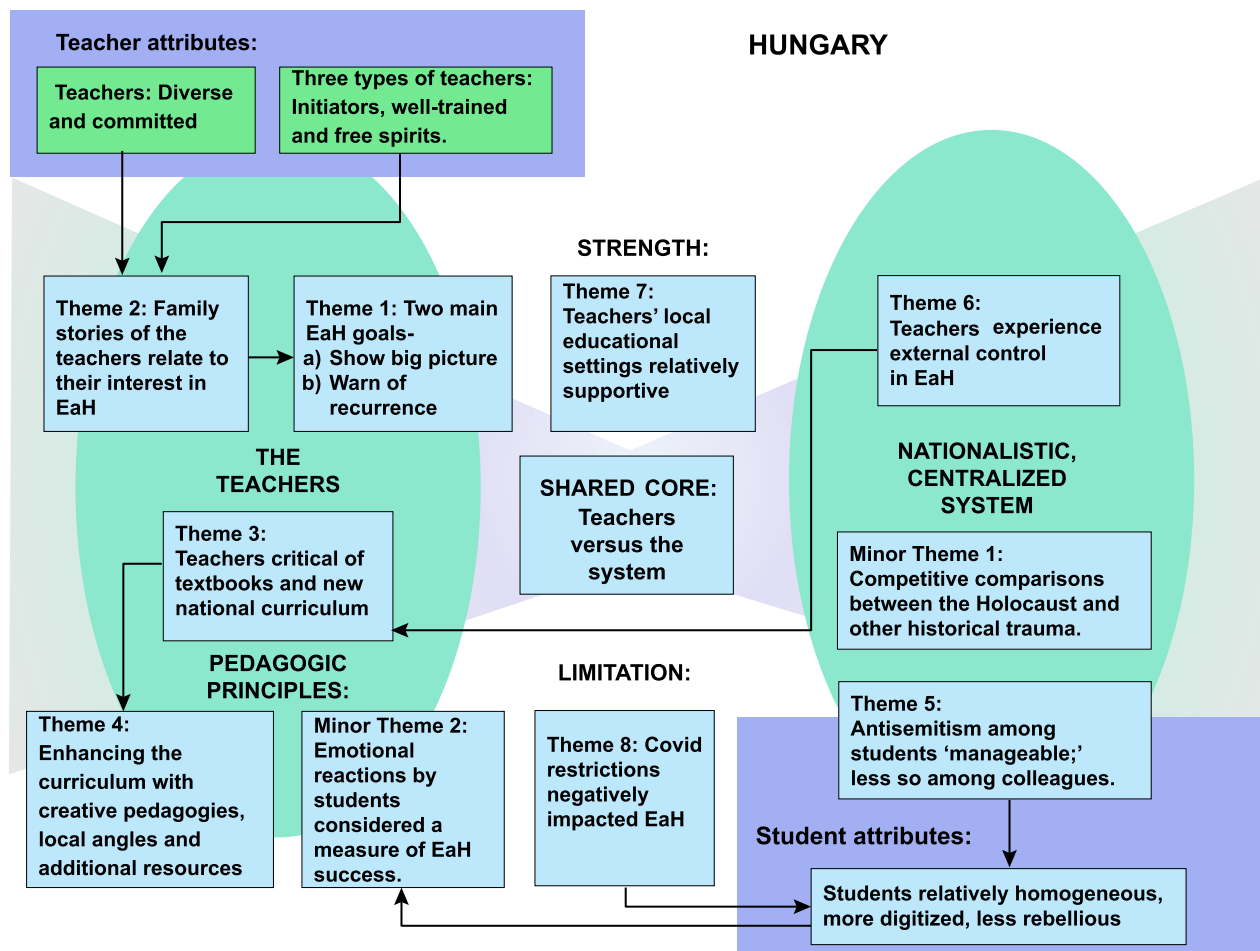 Teacher attributes:
HUNGARY
Teachers: Diverse
and committed
Three types of teachers:
Initiators, well-trained
and free spirits.
Theme 2: Family
stories of the
teachers relate to
their interest in
EaH
Theme 1: Two main
EaH goals-
a) Show big picture
b) Warn of
recurrence
STRENGTH:
Theme 7:
Teachers’ local
educational
settings relatively
supportive
Theme 6:
Teachers experience
external control
in EaH
THE
TEACHERS
SHARED CORE:
Teachers
versus the
system
NATIONALISTIC,
CENTRALIZED
SYSTEM
Theme 3:
Teachers critical of
textbooks and new
national curriculum
Minor Theme 1:
Competitive comparisons
between the Holocaust and
other historical trauma.
PEDAGOGIC
PRINCIPLES:
LIMITATION:
Theme 4:
Enhancing the
curriculum with
creative pedagogies,
local angles and
additional resources
Minor Theme 2:
Emotional
reactions by
students
considered a
measure of EaH
success.
Theme 8: Covid
restrictions
negatively
impacted EaH
Theme 5:
Antisemitism among
students ‘manageable;’
less so among colleagues.
Student attributes:
Students relatively homogeneous,
more digitized, less rebellious